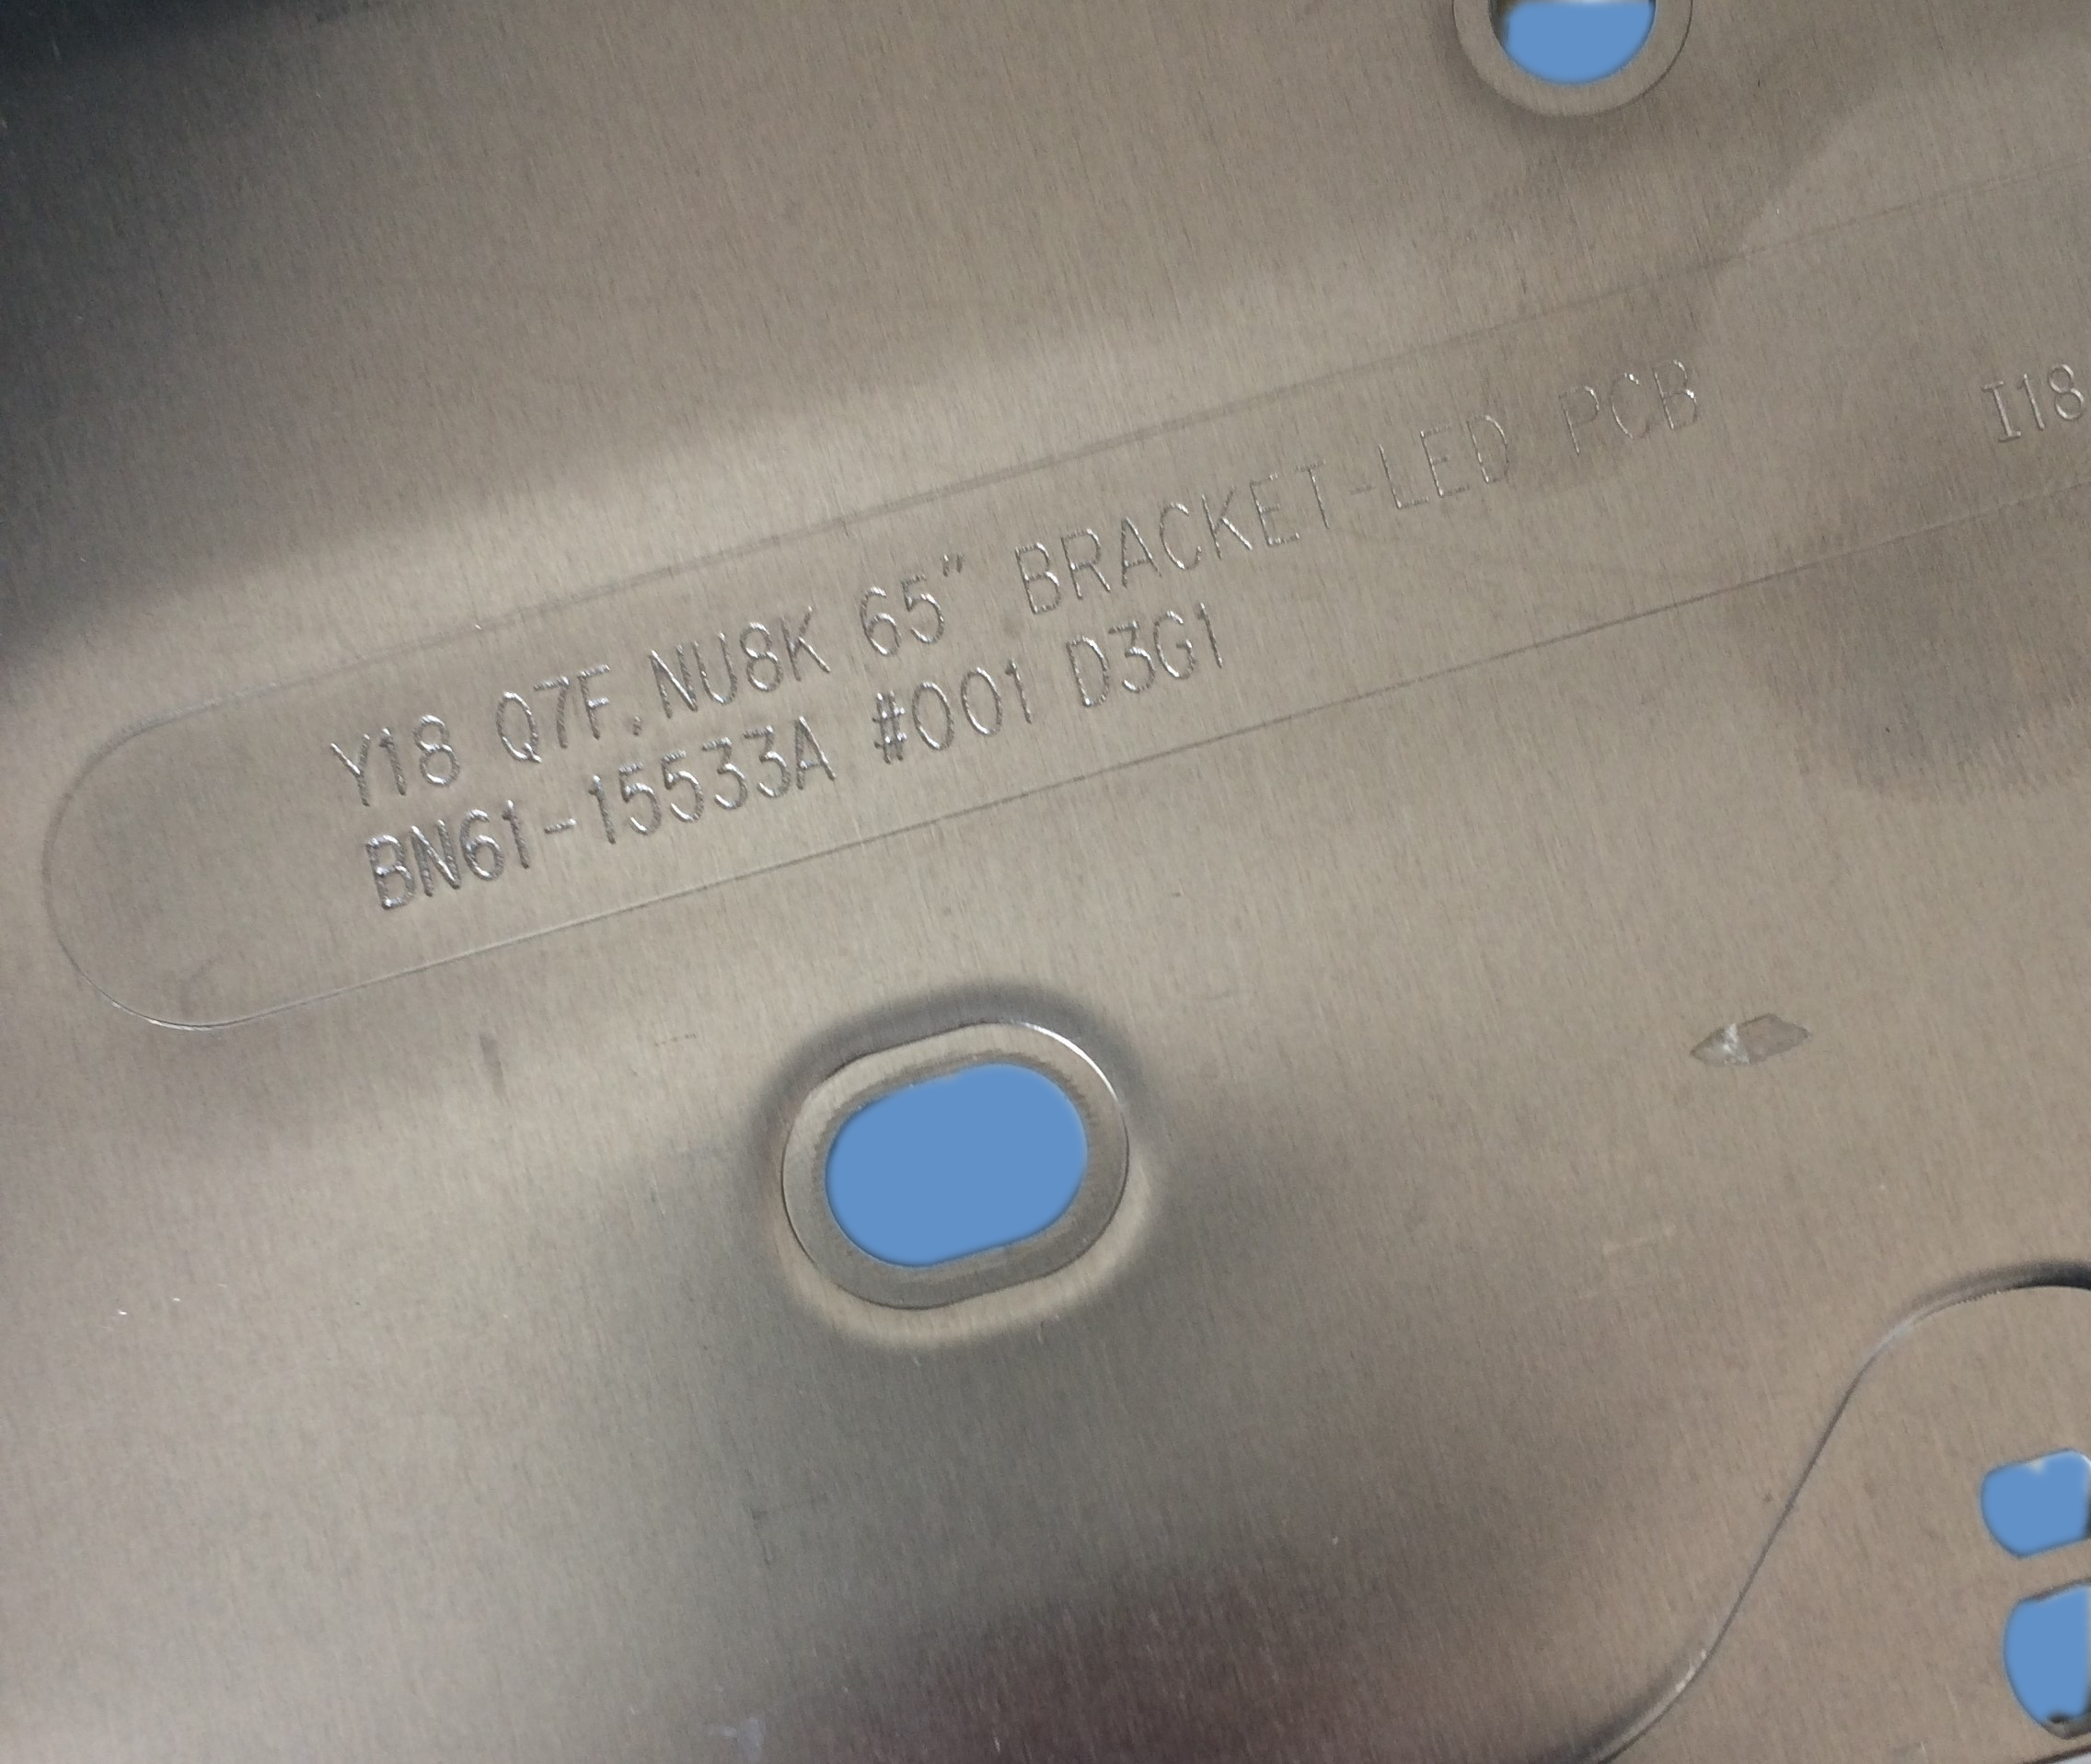 Y18 Q7F.NU8K 65" BRACKET-LED PCB
BN61-15533A #001 D3G1
I18